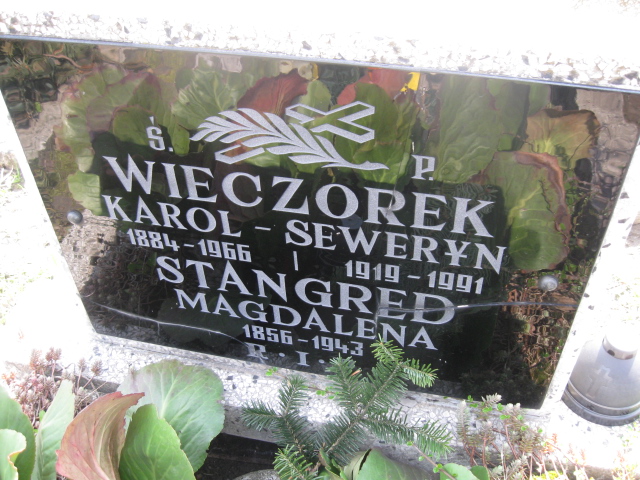 Ś. P.
WIECZOREK
KAROL - SEWERYN
1884-1966 | 1919-1991
STANGRED
MAGDALENA
1856-1943
R. I.